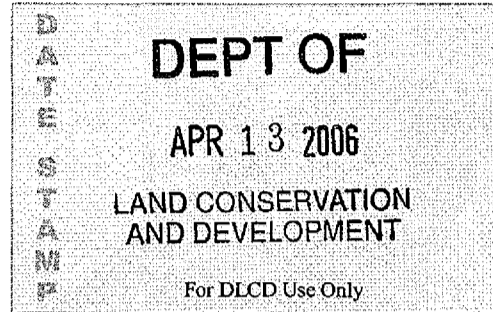 DATE STAMP
DEPT OF
APR 13 2006
LAND CONSERVATION
AND DEVELOPMENT
For DLCD Use Only